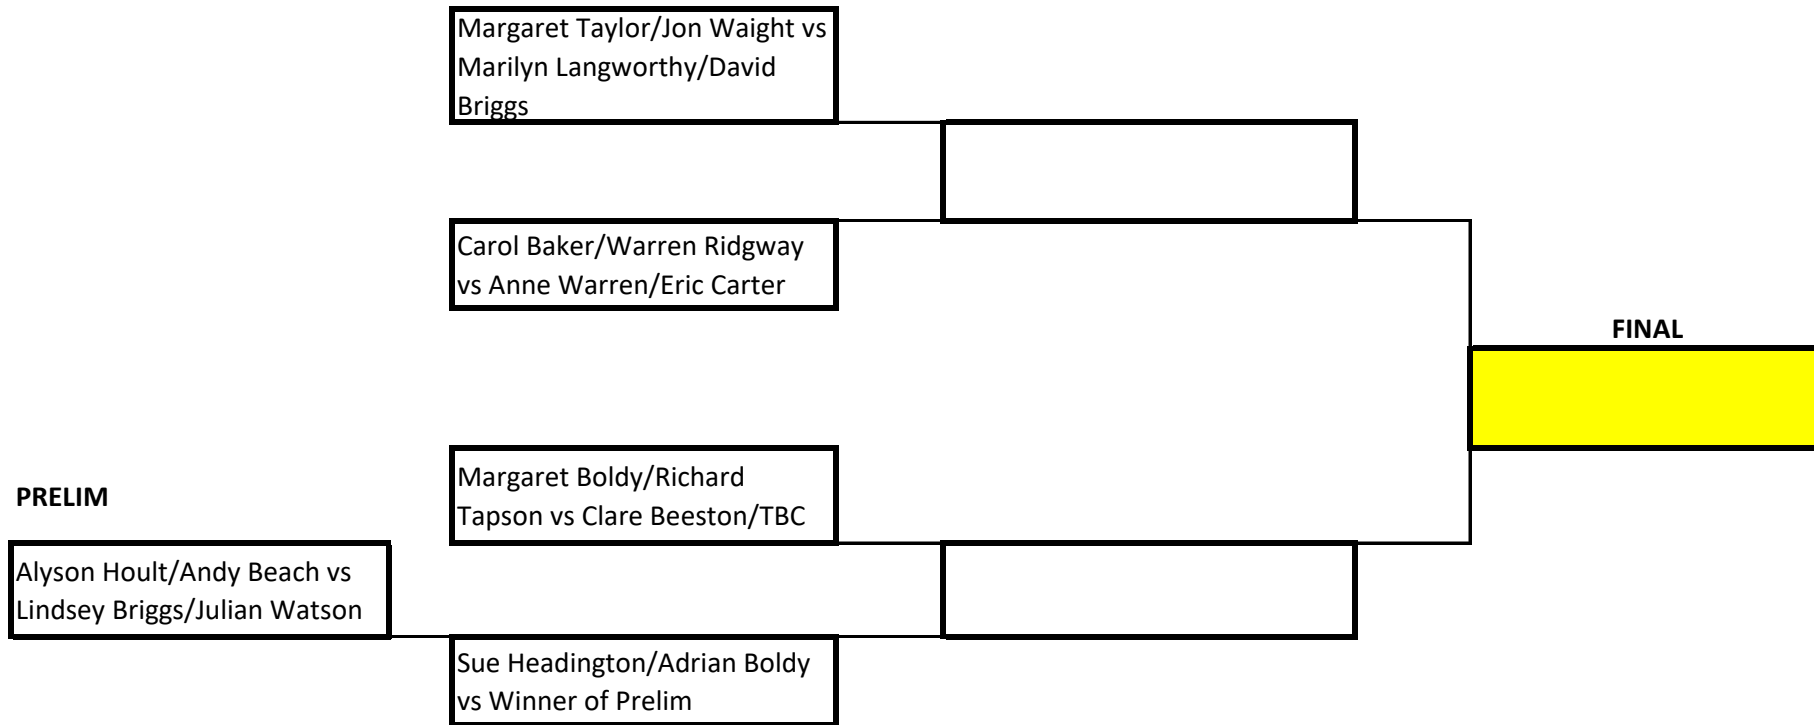 Margaret Taylor/Jon Waight vs
Marilyn Langworthy/David
Briggs
Carol Baker/Warren Ridgway
vs Anne Warren/Eric Carter
FINAL
Margaret Boldy/Richard
Tapson vs Clare Beeston/TBC
PRELIM
Alyson Hoult/Andy Beach vs
Lindsey Briggs/Julian Watson
Sue Headington/Adrian Boldy
vs Winner of Prelim